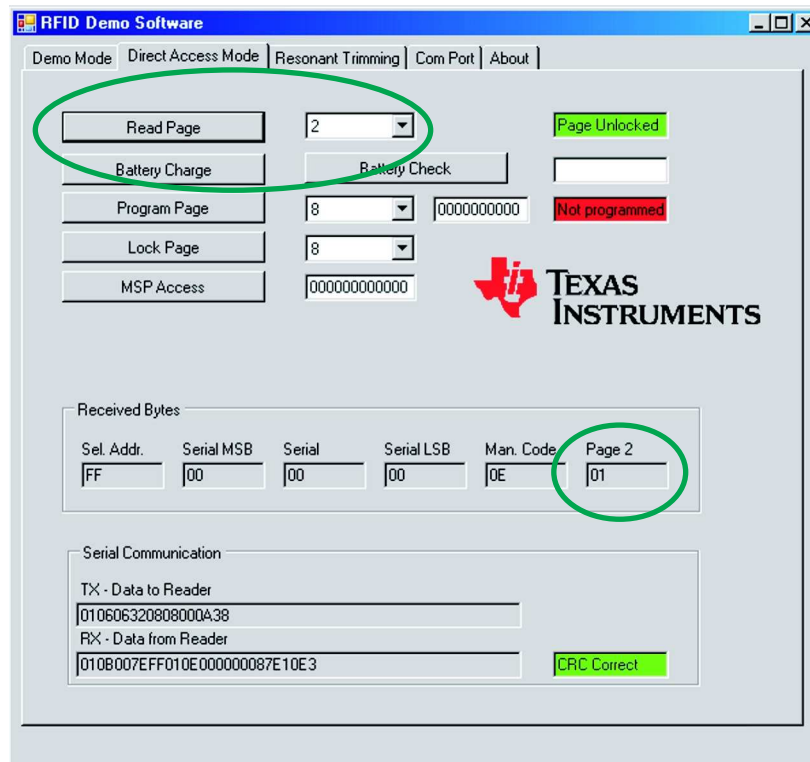 RFID Demo Software
Demo Mode Direct Access Mode Resonant Trimming Com Port About
Read Page 2 Page Unlocked
Battery Charge Battery Check
Program Page 8 0000000000 Not programmed
Lock Page 8
MSP Access 000000000000
TEXAS
INSTRUMENTS
Received Bytes
Sel. Addr. Serial MSB Serial Serial LSB Man. Code Page 2
FF 00 00 00 0E 01
Serial Communication
TX - Data to Reader
010606320808000A38
RX - Data from Reader
010B007EFF010E000000087E10E3 CRC Correct